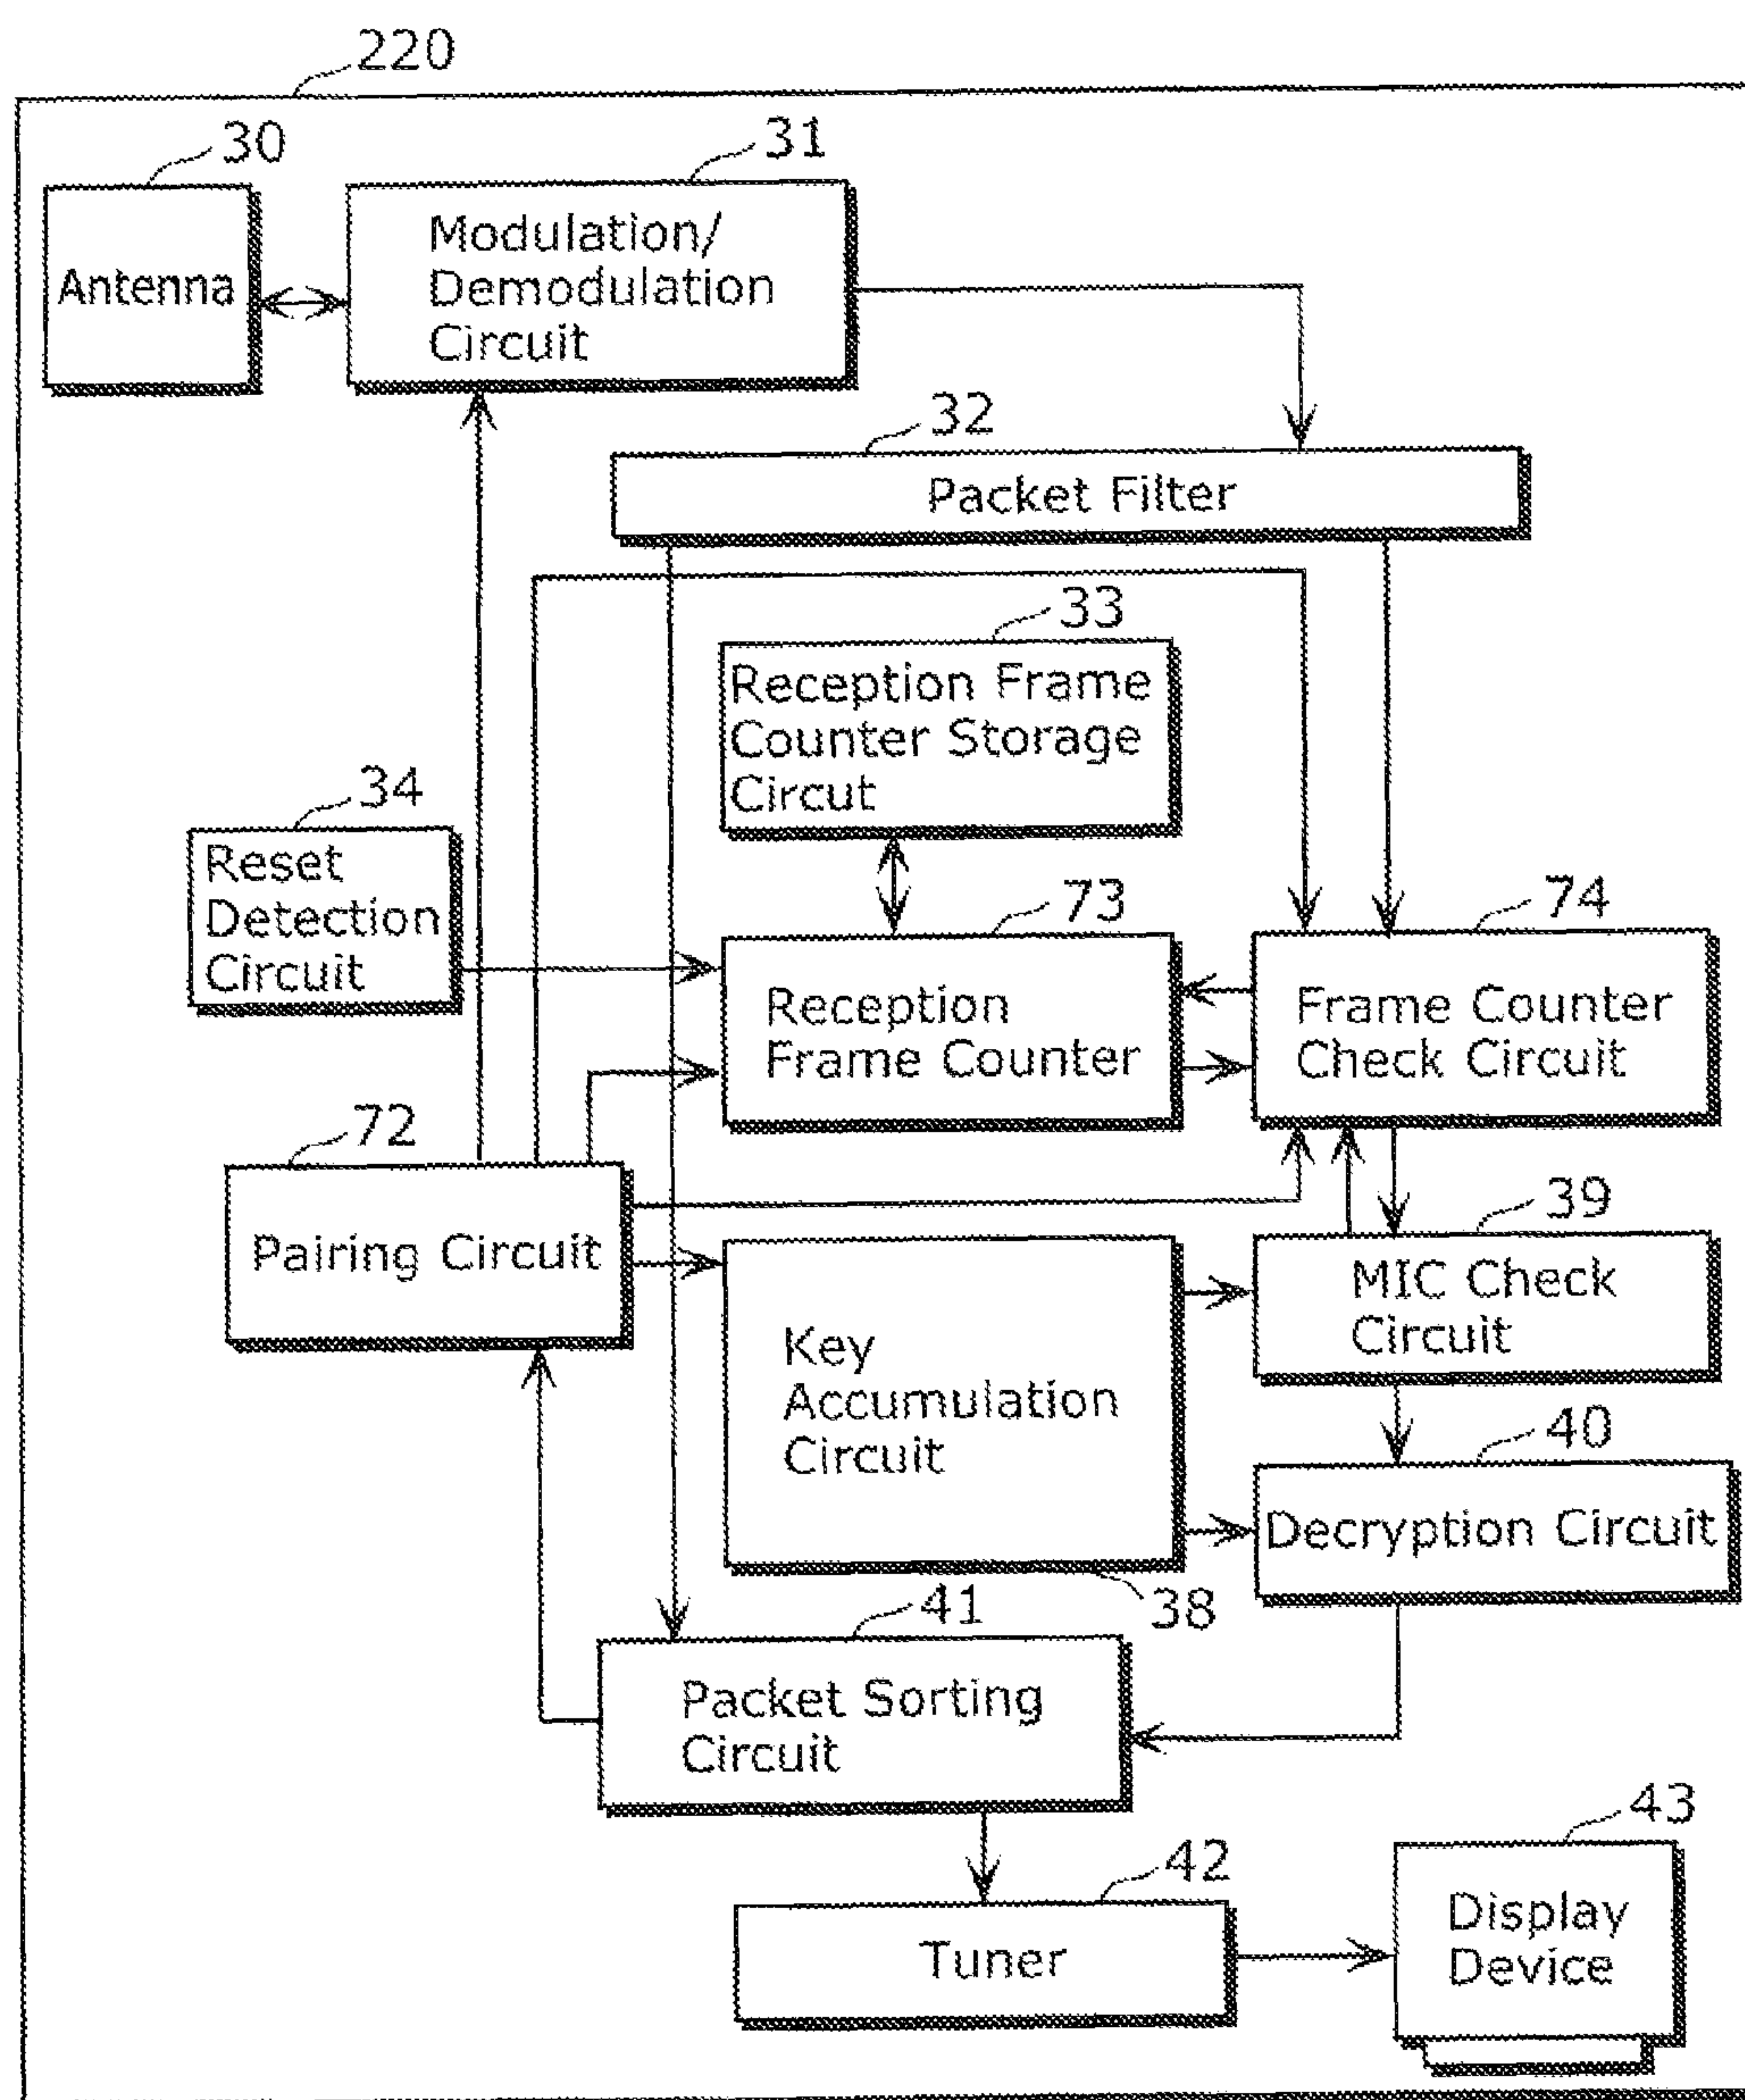 220
30
31
Antenna
Modulation/
Demodulation
Circuit
32
Packet Filter
33
Reception Frame
Counter Storage
Circut
34
Reset
Detection
Circuit
73
Reception
Frame Counter
74
Frame Counter
Check Circuit
72
Pairing Circuit
39
MIC Check
Circuit
Key
Accumulation
Circuit
38
40
Decryption Circuit
41
Packet Sorting
Circuit
42
Tuner
43
Display
Device